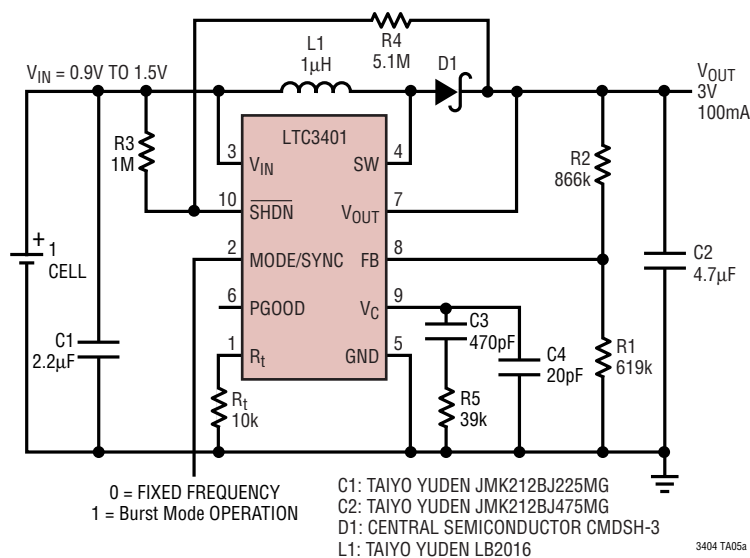 R4
5.1M
L1
1µH
D1
V_IN = 0.9V TO 1.5V
V_OUT
3V
100mA
R3
1M
LTC3401
3
V_IN
4
SW
10
SHDN
7
V_OUT
2
MODE/SYNC
8
FB
6
PGOOD
9
V_C
1
R_t
5
GND
R2
866k
C2
4.7µF
+
1
CELL
C1
2.2µF
C3
470pF
C4
20pF
R1
619k
R_t
10k
R5
39k
0 = FIXED FREQUENCY
1 = Burst Mode OPERATION
C1: TAIYO YUDEN JMK212BJ225MG
C2: TAIYO YUDEN JMK212BJ475MG
D1: CENTRAL SEMICONDUCTOR CMDSH-3
L1: TAIYO YUDEN LB2016
3404 TA05a